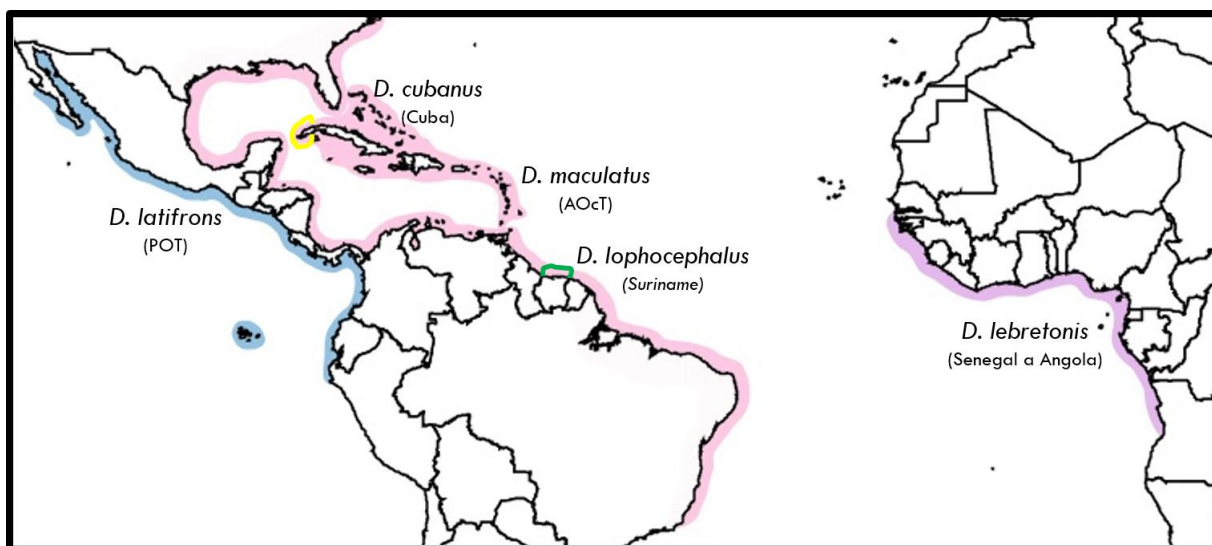 D. cubanus
(Cuba)
D. maculatus
(AOcT)
D. latifrons
(POT)
D. lophocephalus
(Suriname)
D. lebretonis
(Senegal a Angola)